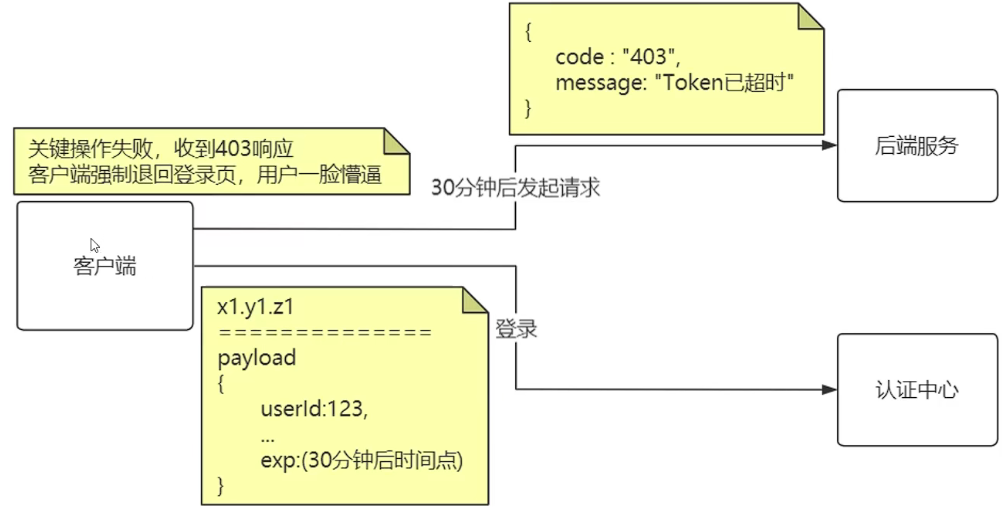 {
code : "403",
message: "Token已超时"
}
后端服务
关键操作失败，收到403响应
客户端强制退回登录页，用户一脸懵逼
30分钟后发起请求
客户端
x1.y1.z1
==============
payload
{
userId:123,
...
exp:(30分钟后时间点)
}
登录
认证中心